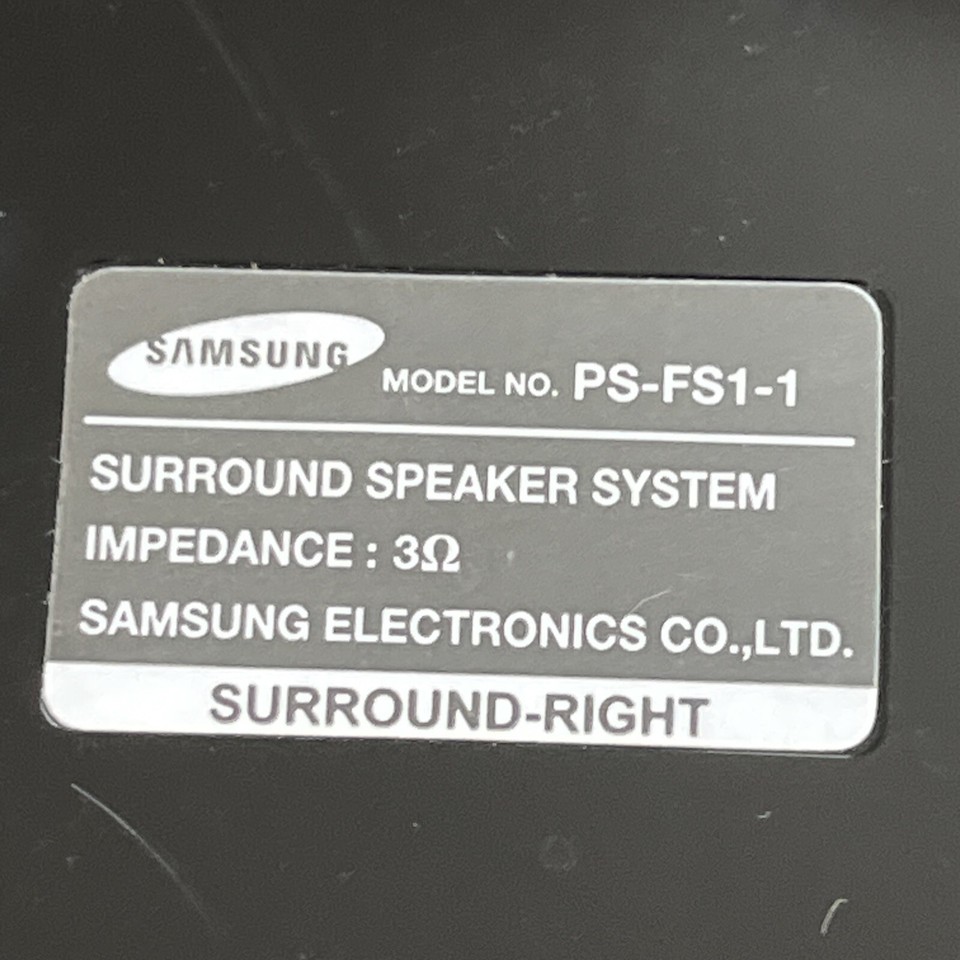 SAMSUNG MODEL NO. PS-FS1-1
SURROUND SPEAKER SYSTEM
IMPEDANCE : 3Ω
SAMSUNG ELECTRONICS CO.,LTD.
SURROUND-RIGHT